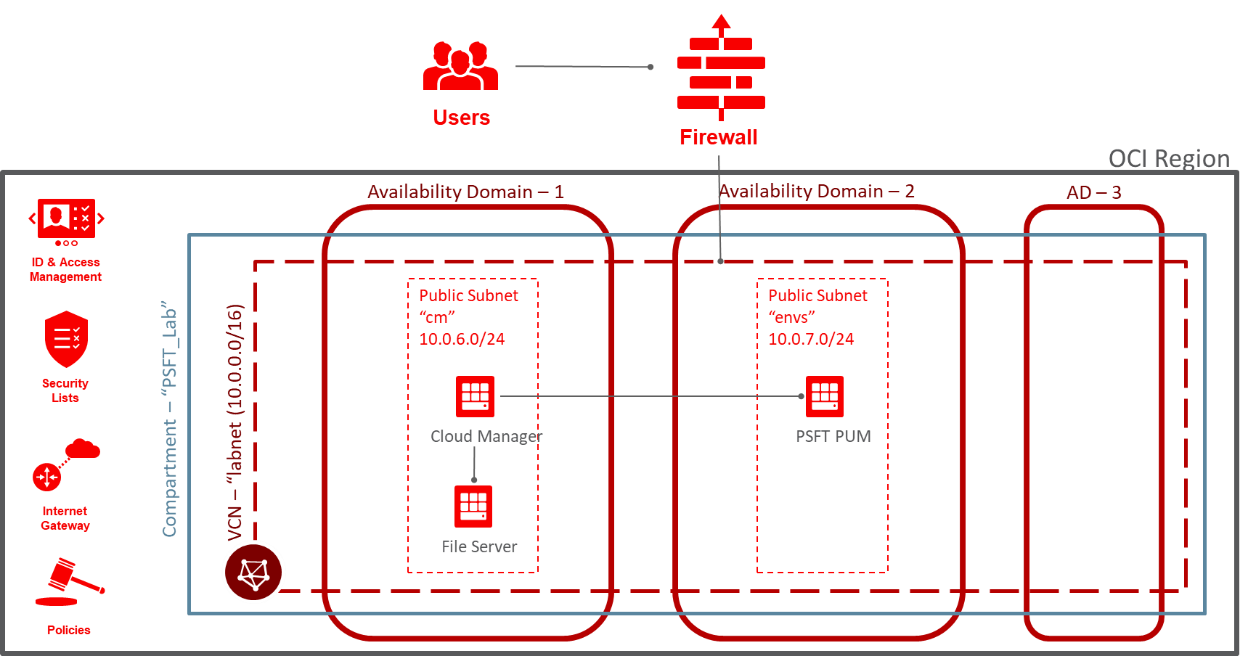 Users
Firewall
OCI Region
Availability Domain – 1
Availability Domain – 2
AD – 3
ID & Access
Management
Security
Lists
Internet
Gateway
Policies
Compartment – “PSFT_Lab”
VCN – “labnet (10.0.0.0/16)
Public Subnet
“cm”
10.0.6.0/24
Cloud Manager
File Server
Public Subnet
“envs”
10.0.7.0/24
PSFT PUM